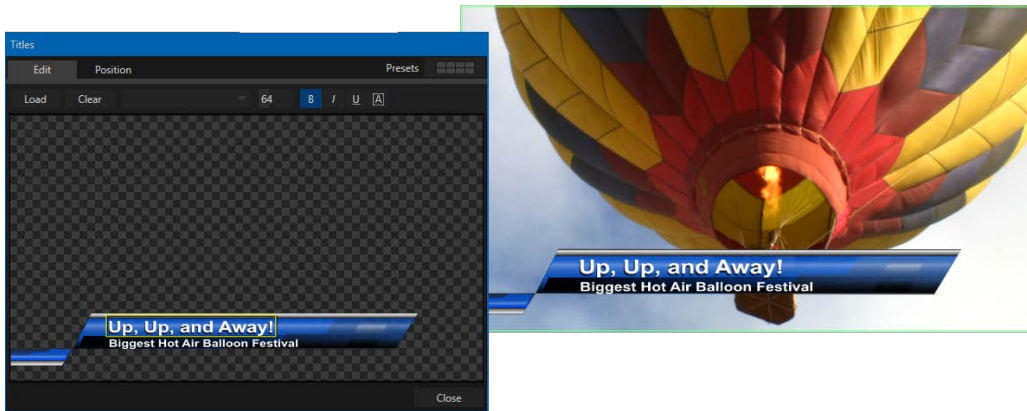 Titles
Edit Position Presets
Load Clear 64 B I U A
Up, Up, and Away!
Biggest Hot Air Balloon Festival
Close
Up, Up, and Away!
Biggest Hot Air Balloon Festival